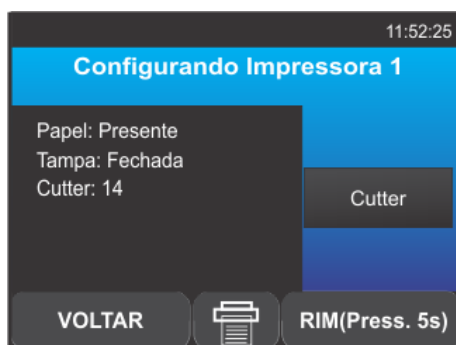 11:52:25
Configurando Impressora 1
Papel: Presente
Tampa: Fechada
Cutter: 14
Cutter
VOLTAR
RIM(Press. 5s)